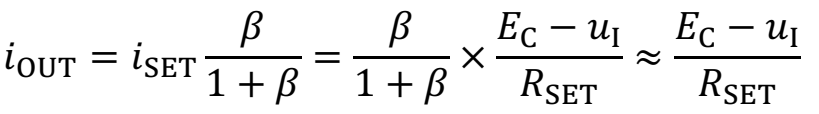 i_OUT = i_SET β/(1 + β) = β/(1 + β) × (E_C − u_I)/R_SET ≈ (E_C − u_I)/R_SET